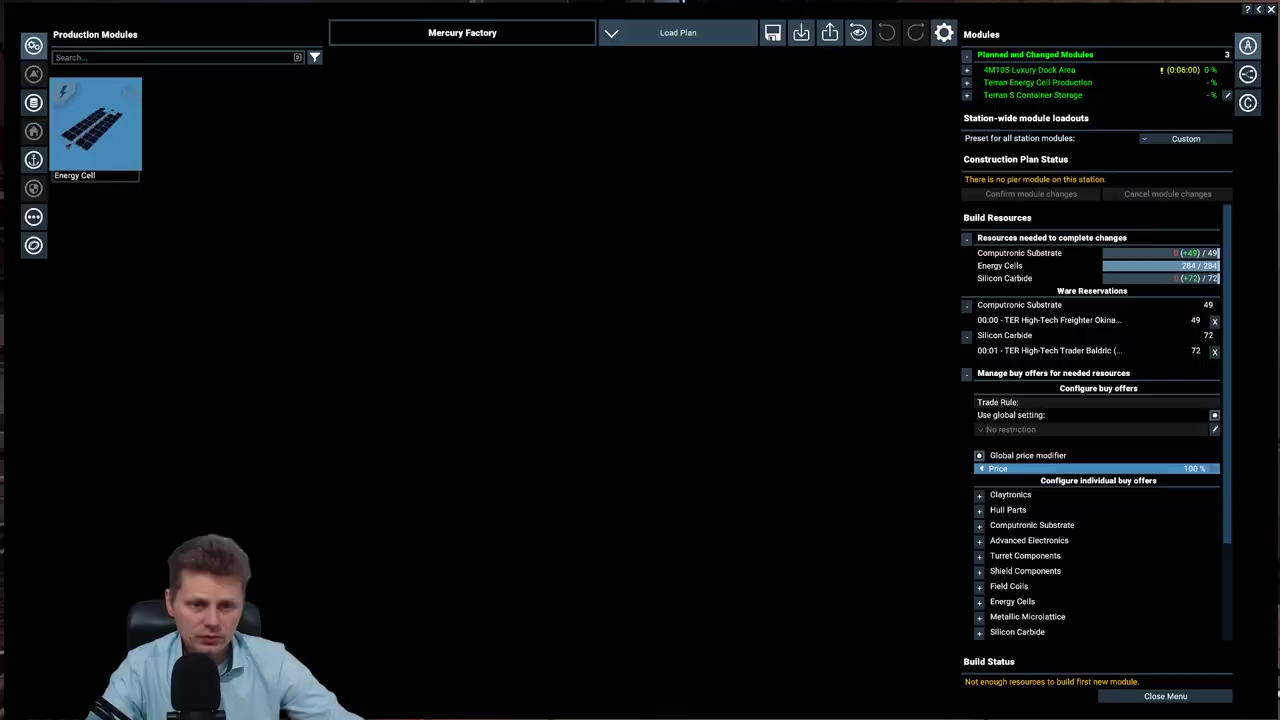 Production Modules
Search...
Energy Cell
Mercury Factory
Load Plan
Modules
- Planned and Changed Modules 3
+ 4M10S Luxury Dock Area ! (0:06:00) 0 %
+ Terran Energy Cell Production - %
+ Terran S Container Storage - %
Station-wide module loadouts
Preset for all station modules: Custom
Construction Plan Status
There is no pier module on this station.
Confirm module changes Cancel module changes
Build Resources
- Resources needed to complete changes
Computronic Substrate 0 (+49) / 49
Energy Cells 284 / 284
Silicon Carbide 0 (+72) / 72
Ware Reservations
- Computronic Substrate 49
00:00 - TER High-Tech Freighter Okina... 49 X
- Silicon Carbide 72
00:01 - TER High-Tech Trader Baldric (... 72 X
- Manage buy offers for needed resources
Configure buy offers
Trade Rule:
Use global setting:
No restriction
Global price modifier
Price 100 %
Configure individual buy offers
+ Claytronics
+ Hull Parts
+ Computronic Substrate
+ Advanced Electronics
+ Turret Components
+ Shield Components
+ Field Coils
+ Energy Cells
+ Metallic Microlattice
+ Silicon Carbide
Build Status
Not enough resources to build first new module.
Close Menu